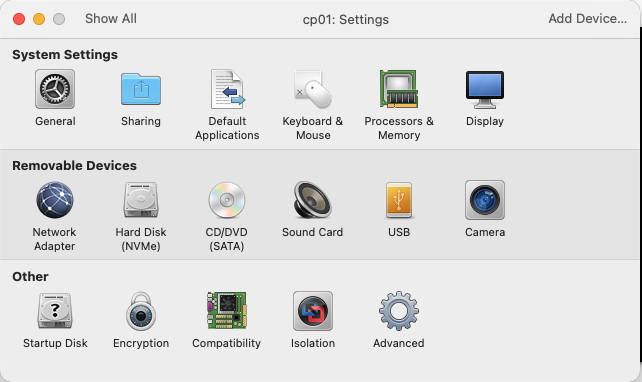 Show All
cp01: Settings
Add Device...
System Settings
General
Sharing
Default
Applications
Keyboard &
Mouse
Processors &
Memory
Display
Removable Devices
Network
Adapter
Hard Disk
(NVMe)
CD/DVD
(SATA)
Sound Card
USB
Camera
Other
?
Startup Disk
Encryption
Compatibility
Isolation
Advanced